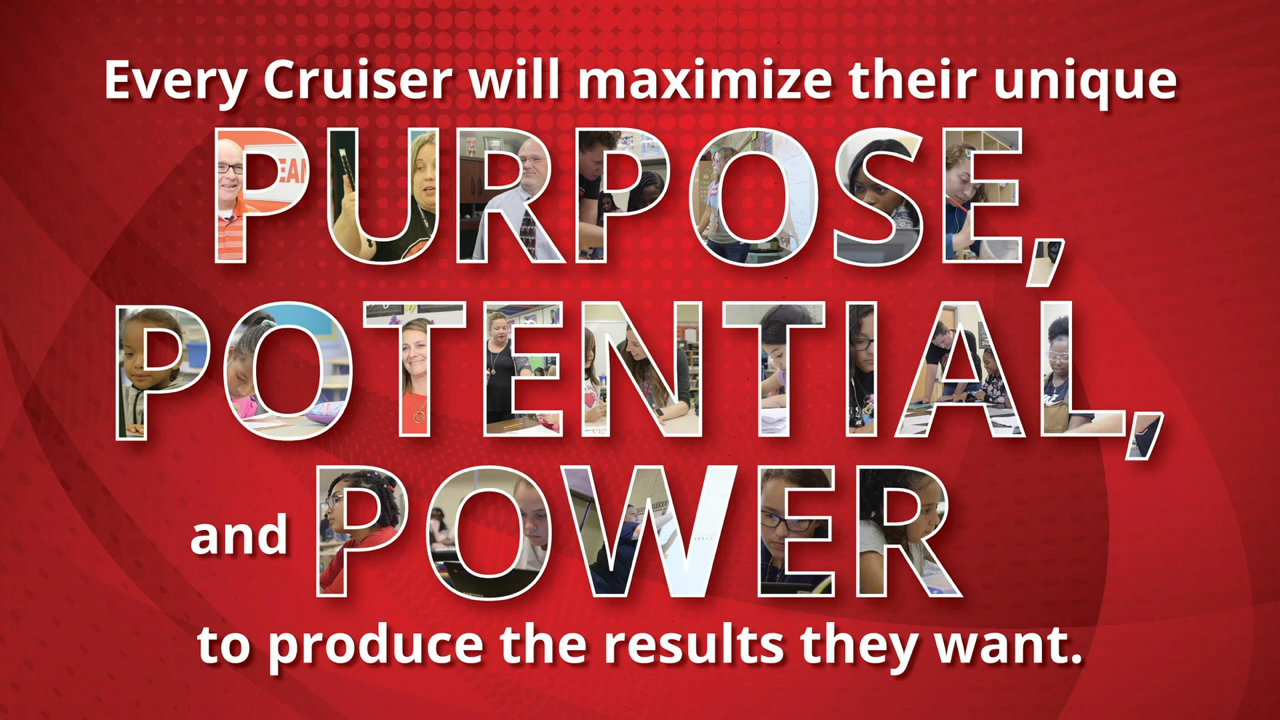 Every Cruiser will maximize their unique
PURPOSE,
POTENTIAL,
and POWER
to produce the results they want.